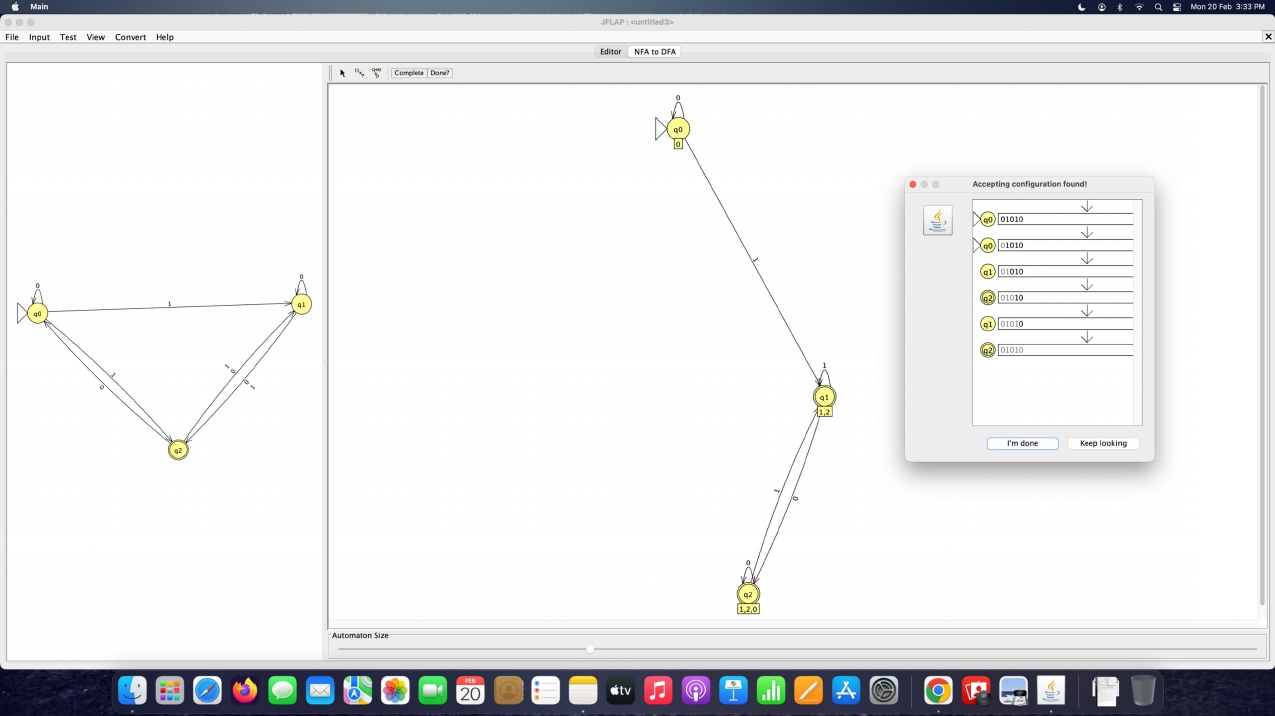 Main
Mon 20 Feb 3:33 PM
JFLAP : <untitled3>
File Input Test View Convert Help
Editor NFA to DFA
Complete Done?
0
q0
1
0
q1
1
0
q2
1
0
0
1
0
q0
0
1
1
q1
1,2
1
0
0
q2
1,2,0
Accepting configuration found!
q0 01010
q0 01010
q1 01010
q2 01010
q1 01010
q2 01010
I'm done Keep looking
Automaton Size
FEB
20
tv